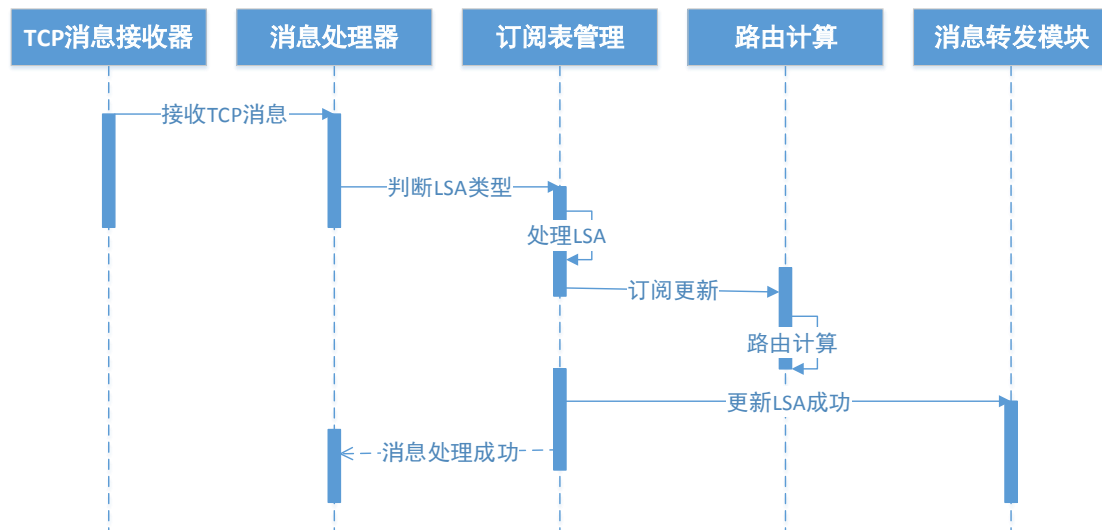 TCP消息接收器
消息处理器
订阅表管理
路由计算
消息转发模块
接收TCP消息
判断LSA类型
处理LSA
订阅更新
路由计算
更新LSA成功
消息处理成功